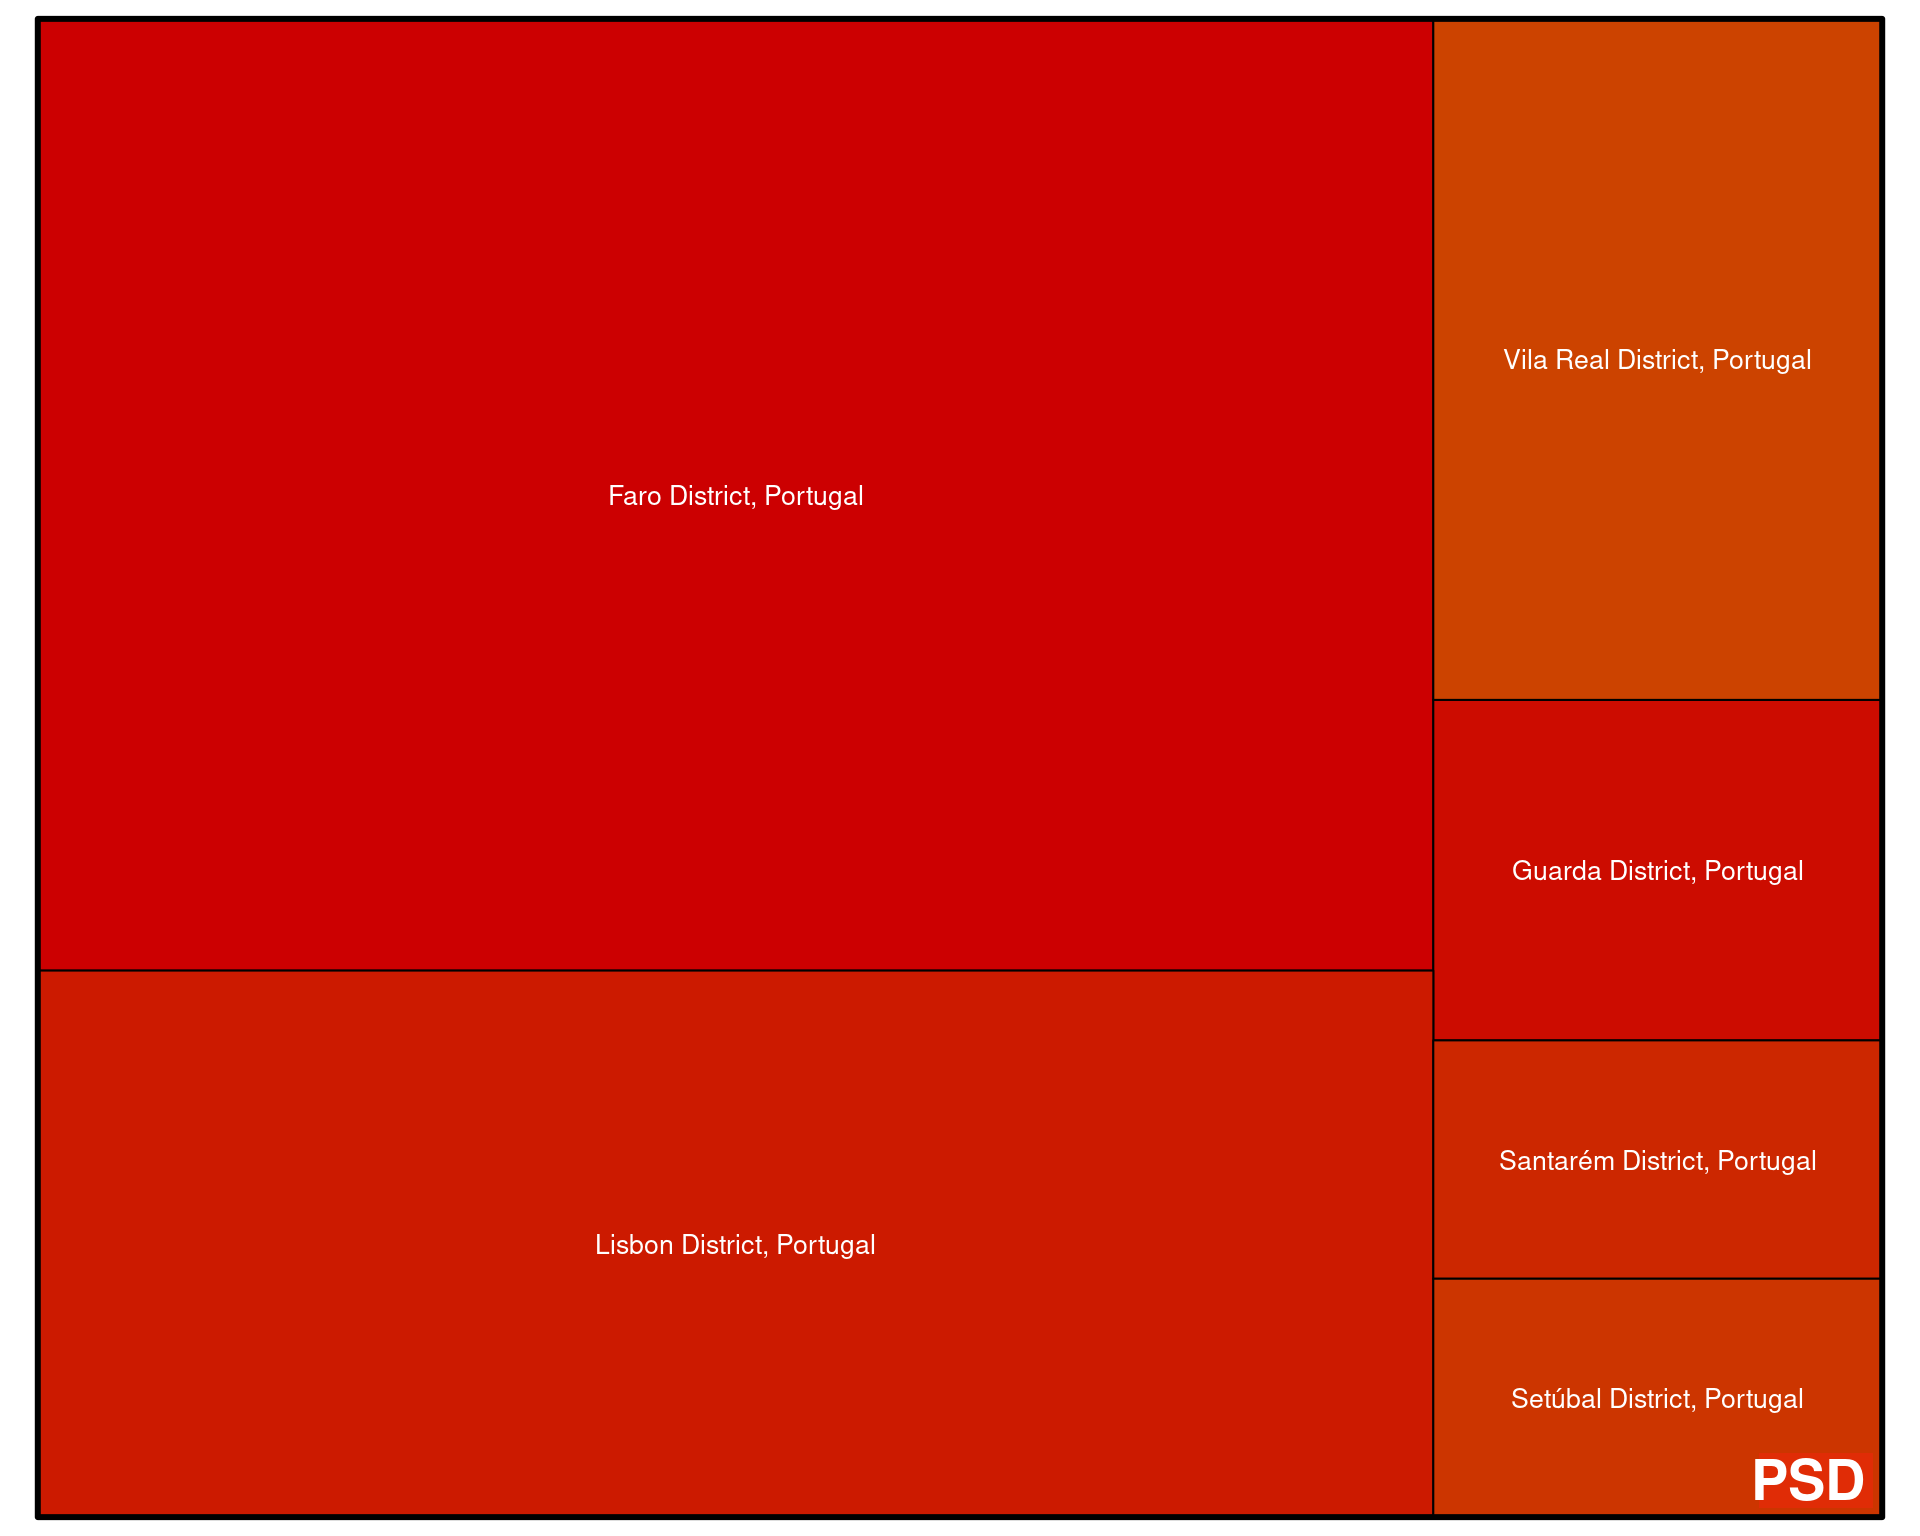 Faro District, Portugal
Lisbon District, Portugal
Vila Real District, Portugal
Guarda District, Portugal
Santarém District, Portugal
Setúbal District, Portugal
PSD